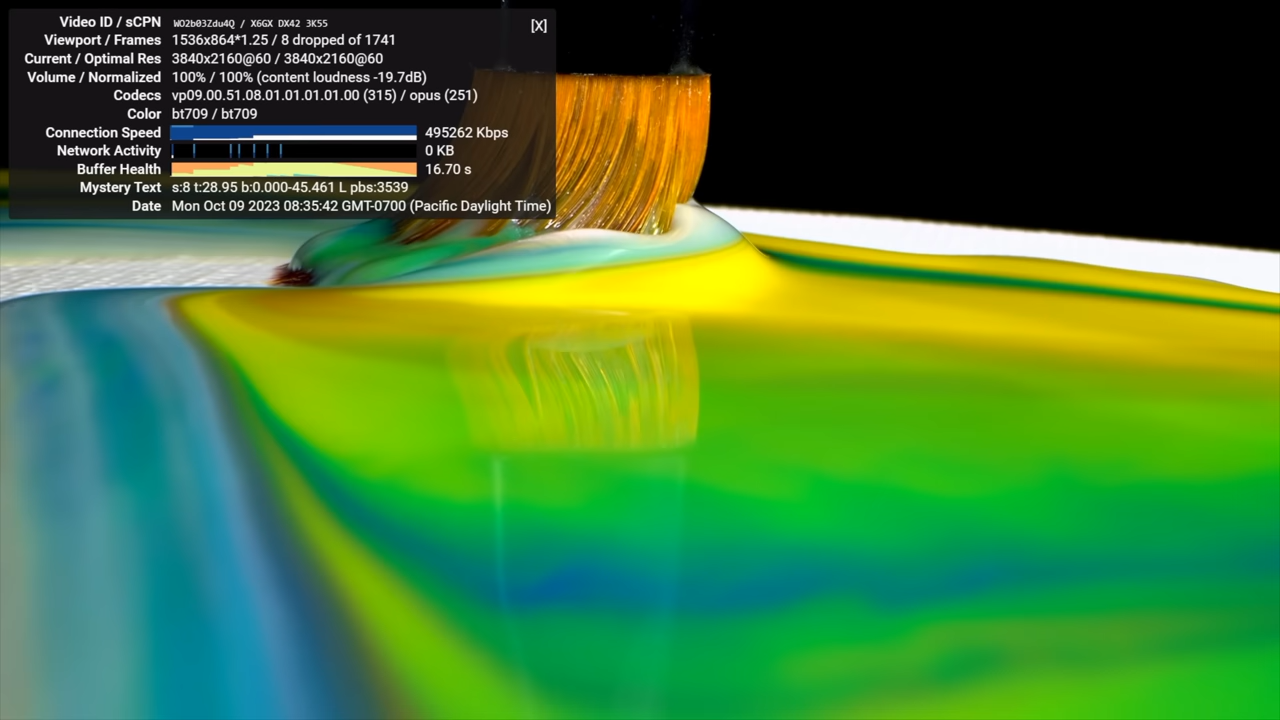 Video ID / sCPN WO2b03Zdu4Q / X6GX DX42 3K55
[X]
Viewport / Frames 1536x864*1.25 / 8 dropped of 1741
Current / Optimal Res 3840x2160@60 / 3840x2160@60
Volume / Normalized 100% / 100% (content loudness -19.7dB)
Codecs vp09.00.51.08.01.01.01.01.00 (315) / opus (251)
Color bt709 / bt709
Connection Speed 495262 Kbps
Network Activity 0 KB
Buffer Health 16.70 s
Mystery Text s:8 t:28.95 b:0.000-45.461 L pbs:3539
Date Mon Oct 09 2023 08:35:42 GMT-0700 (Pacific Daylight Time)